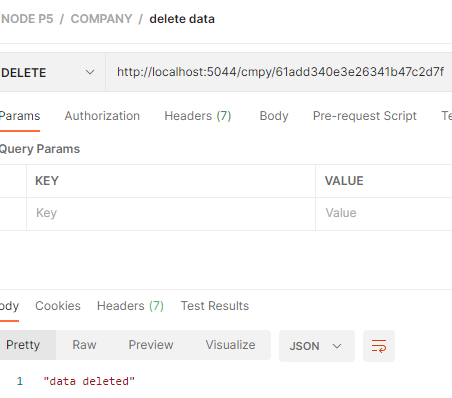 NODE P5 / COMPANY / delete data
DELETE http://localhost:5044/cmpy/61add340e3e26341b47c2d7f
Params Authorization Headers (7) Body Pre-request Script Te
Query Params
KEY VALUE
Key Value
ody Cookies Headers (7) Test Results
Pretty Raw Preview Visualize JSON
1 "data deleted"